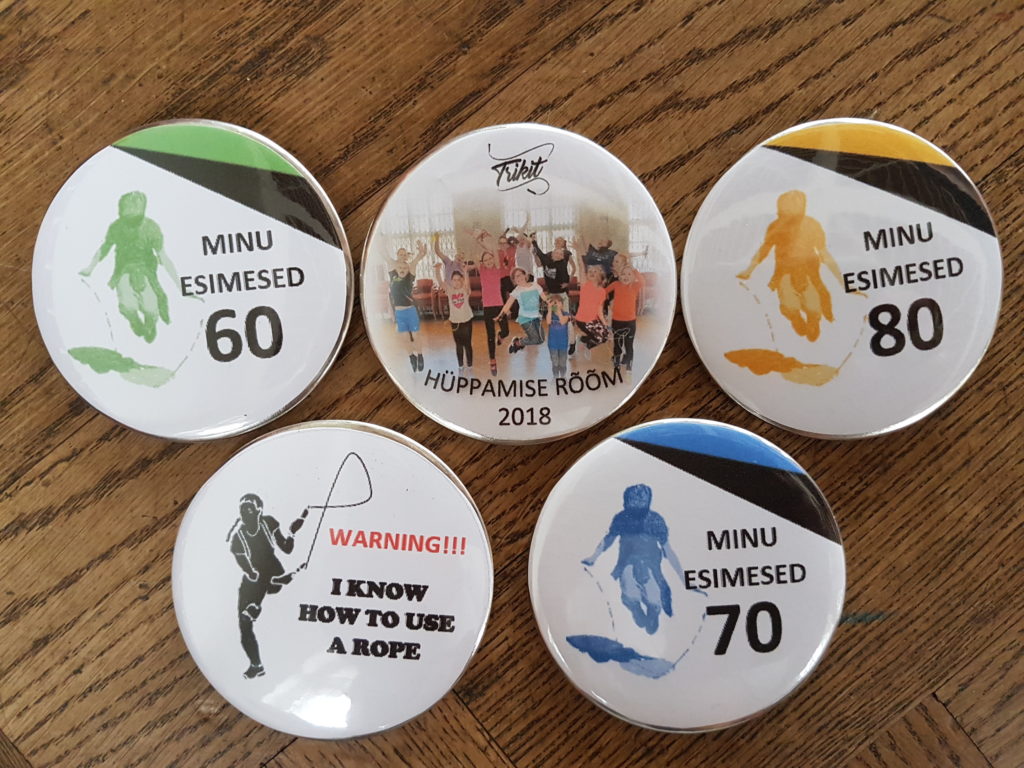 MINU
ESIMESED
60
Trikit
HÜPPAMISE RÕÕM
2018
MINU
ESIMESED
80
WARNING!!!
I KNOW
HOW TO USE
A ROPE
MINU
ESIMESED
70